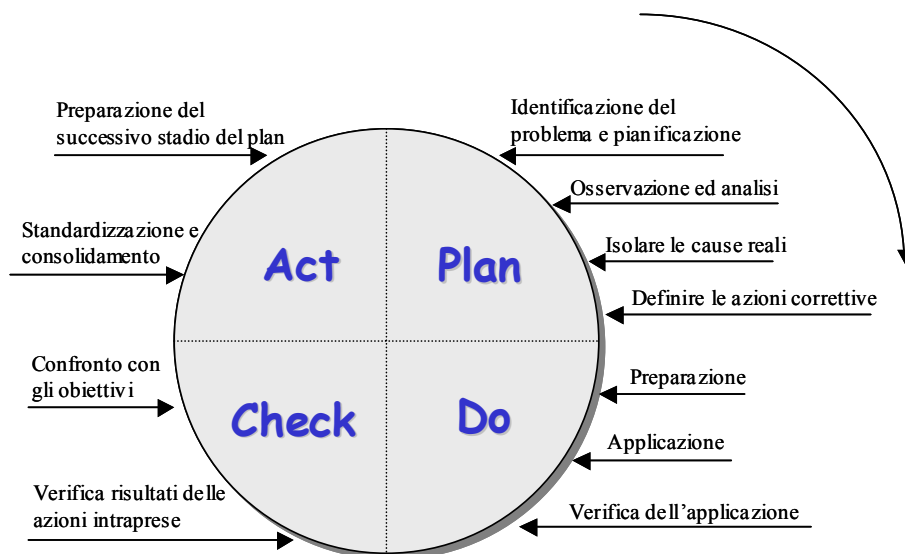 Preparazione del
successivo stadio del plan
Identificazione del
problema e pianificazione
Osservazione ed analisi
Standardizzazione e
consolidamento
Isolare le cause reali
Act
Plan
Definire le azioni correttive
Confronto con
gli obiettivi
Preparazione
Check
Do
Applicazione
Verifica risultati delle
azioni intraprese
Verifica dell'applicazione